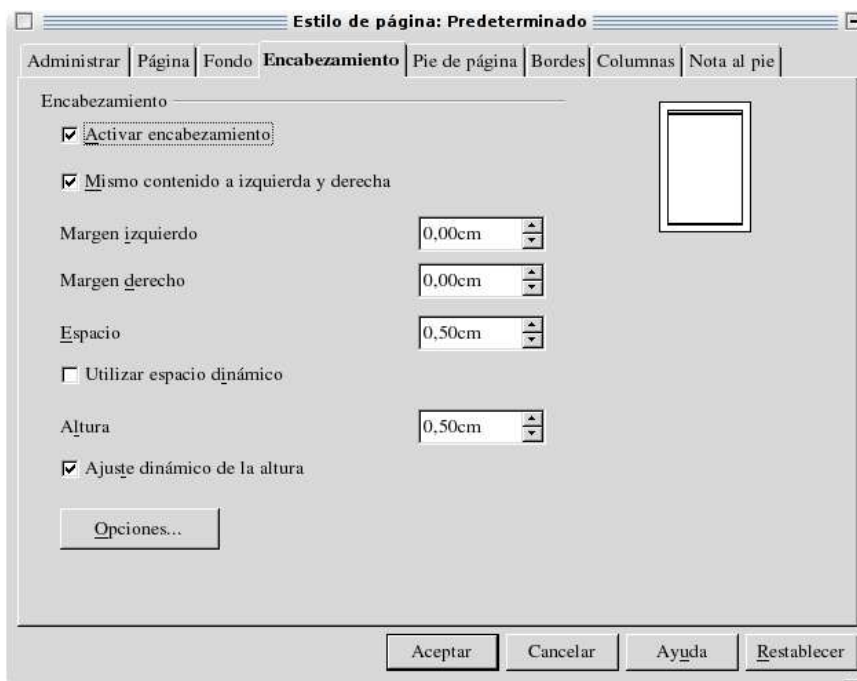 Estilo de página: Predeterminado
Administrar Página Fondo Encabezamiento Pie de página Bordes Columnas Nota al pie
Encabezamiento
Activar encabezamiento
Mismo contenido a izquierda y derecha
Margen izquierdo 0,00cm
Margen derecho 0,00cm
Espacio 0,50cm
Utilizar espacio dinámico
Altura 0,50cm
Ajuste dinámico de la altura
Opciones...
Aceptar Cancelar Ayuda Restablecer